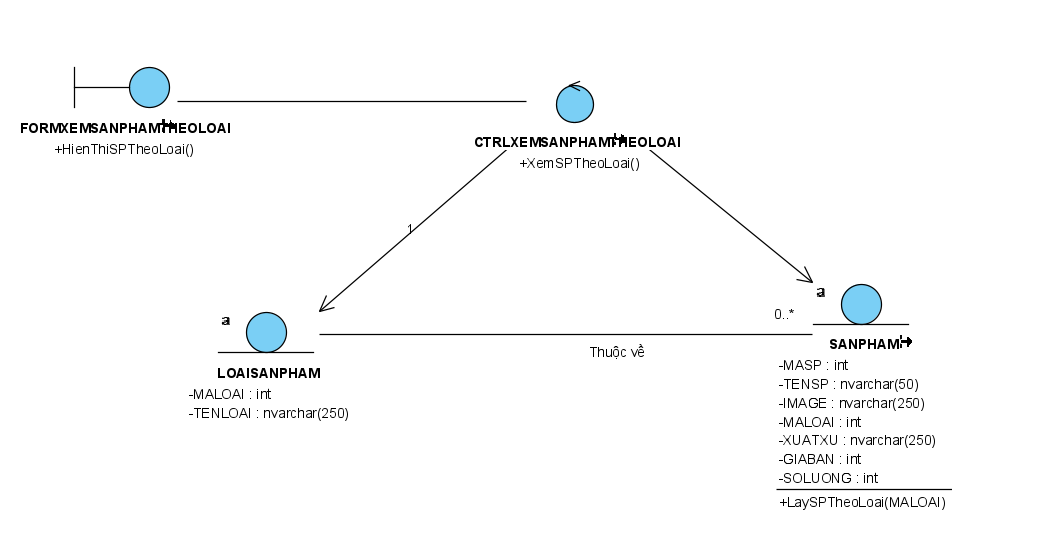 FORMXEMSANPHAMTHEOLOAI
+HienThiSPTheoLoai()
CTRLXEMSANPHAMTHEOLOAI
+XemSPTheoLoai()
1
a
LOAISANPHAM
-MALOAI : int
-TENLOAI : nvarchar(250)
Thuộc về
0..*
a
SANPHAM
-MASP : int
-TENSP : nvarchar(50)
-IMAGE : nvarchar(250)
-MALOAI : int
-XUATXU : nvarchar(250)
-GIABAN : int
-SOLUONG : int
+LaySPTheoLoai(MALOAI)